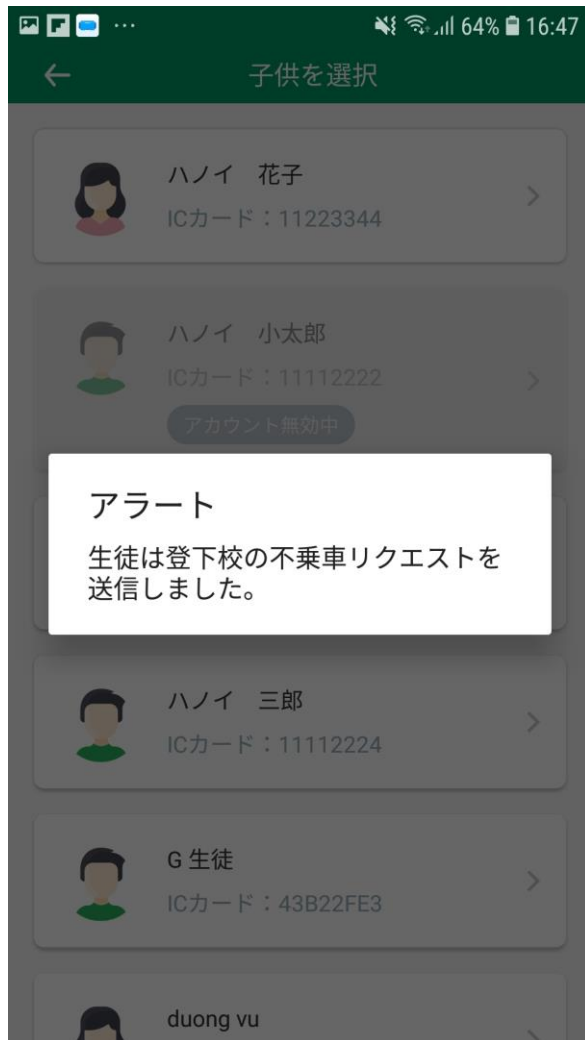 64% 16:47
子供を選択
ハノイ 花子
ICカード：11223344
ハノイ 小太郎
ICカード：11112222
アカウント無効中
アラート
生徒は登下校の不乗車リクエストを
送信しました。
ハノイ 三郎
ICカード：11112224
G 生徒
ICカード：43B22FE3
duong vu